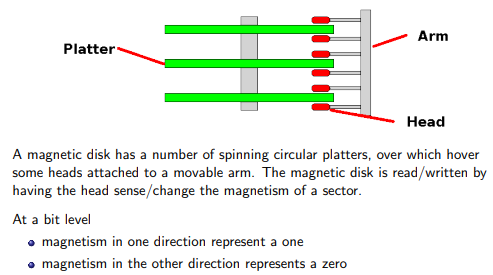 Platter
Arm
Head
A magnetic disk has a number of spinning circular platters, over which hover
some heads attached to a movable arm. The magnetic disk is read/written by
having the head sense/change the magnetism of a sector.
At a bit level
magnetism in one direction represent a one
magnetism in the other direction represents a zero